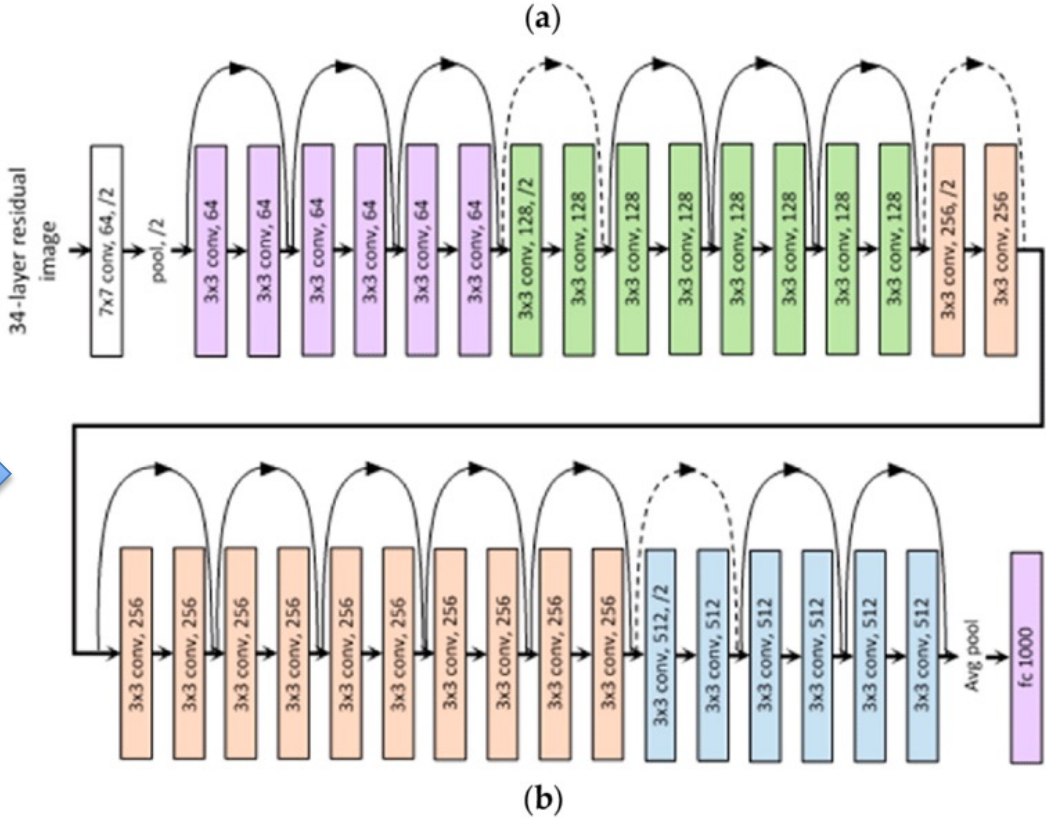 (a)
34-layer residual
image
7x7 conv, 64, /2
pool, /2
3x3 conv, 64
3x3 conv, 64
3x3 conv, 64
3x3 conv, 64
3x3 conv, 64
3x3 conv, 64
3x3 conv, 128, /2
3x3 conv, 128
3x3 conv, 128
3x3 conv, 128
3x3 conv, 128
3x3 conv, 128
3x3 conv, 128
3x3 conv, 128
3x3 conv, 256, /2
3x3 conv, 256
3x3 conv, 256
3x3 conv, 256
3x3 conv, 256
3x3 conv, 256
3x3 conv, 256
3x3 conv, 256
3x3 conv, 256
3x3 conv, 256
3x3 conv, 256
3x3 conv, 256
3x3 conv, 512, /2
3x3 conv, 512
3x3 conv, 512
3x3 conv, 512
3x3 conv, 512
3x3 conv, 512
Avg pool
fc 1000
(b)